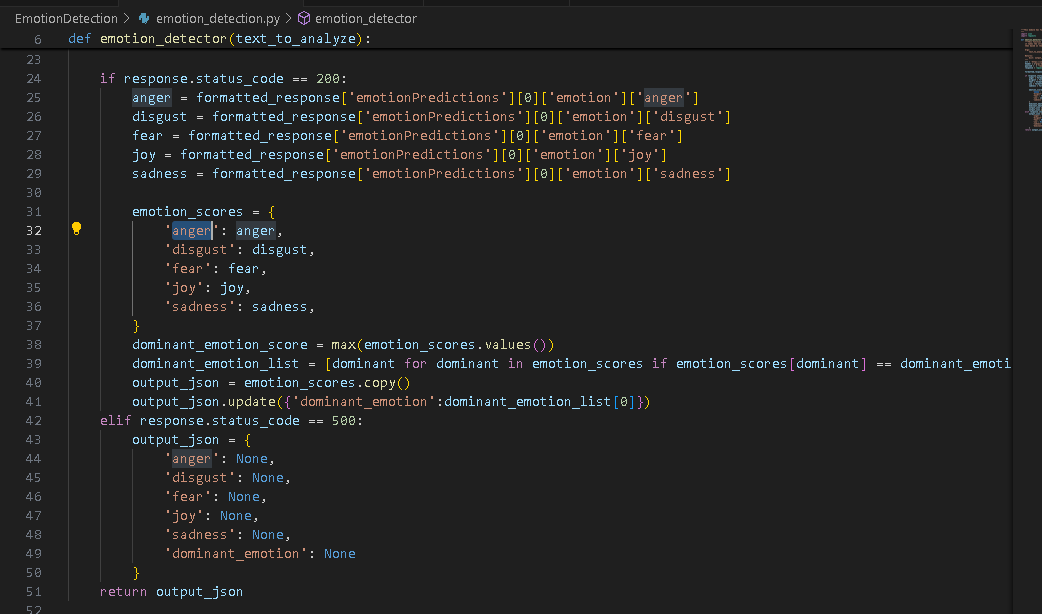 EmotionDetection > emotion_detection.py > emotion_detector
6 def emotion_detector(text_to_analyze):
23
24 if response.status_code == 200:
25 anger = formatted_response['emotionPredictions'][0]['emotion']['anger']
26 disgust = formatted_response['emotionPredictions'][0]['emotion']['disgust']
27 fear = formatted_response['emotionPredictions'][0]['emotion']['fear']
28 joy = formatted_response['emotionPredictions'][0]['emotion']['joy']
29 sadness = formatted_response['emotionPredictions'][0]['emotion']['sadness']
30
31 emotion_scores = {
32 'anger': anger,
33 'disgust': disgust,
34 'fear': fear,
35 'joy': joy,
36 'sadness': sadness,
37 }
38 dominant_emotion_score = max(emotion_scores.values())
39 dominant_emotion_list = [dominant for dominant in emotion_scores if emotion_scores[dominant] == dominant_emoti
40 output_json = emotion_scores.copy()
41 output_json.update({'dominant_emotion':dominant_emotion_list[0]})
42 elif response.status_code == 500:
43 output_json = {
44 'anger': None,
45 'disgust': None,
46 'fear': None,
47 'joy': None,
48 'sadness': None,
49 'dominant_emotion': None
50 }
51 return output_json
52